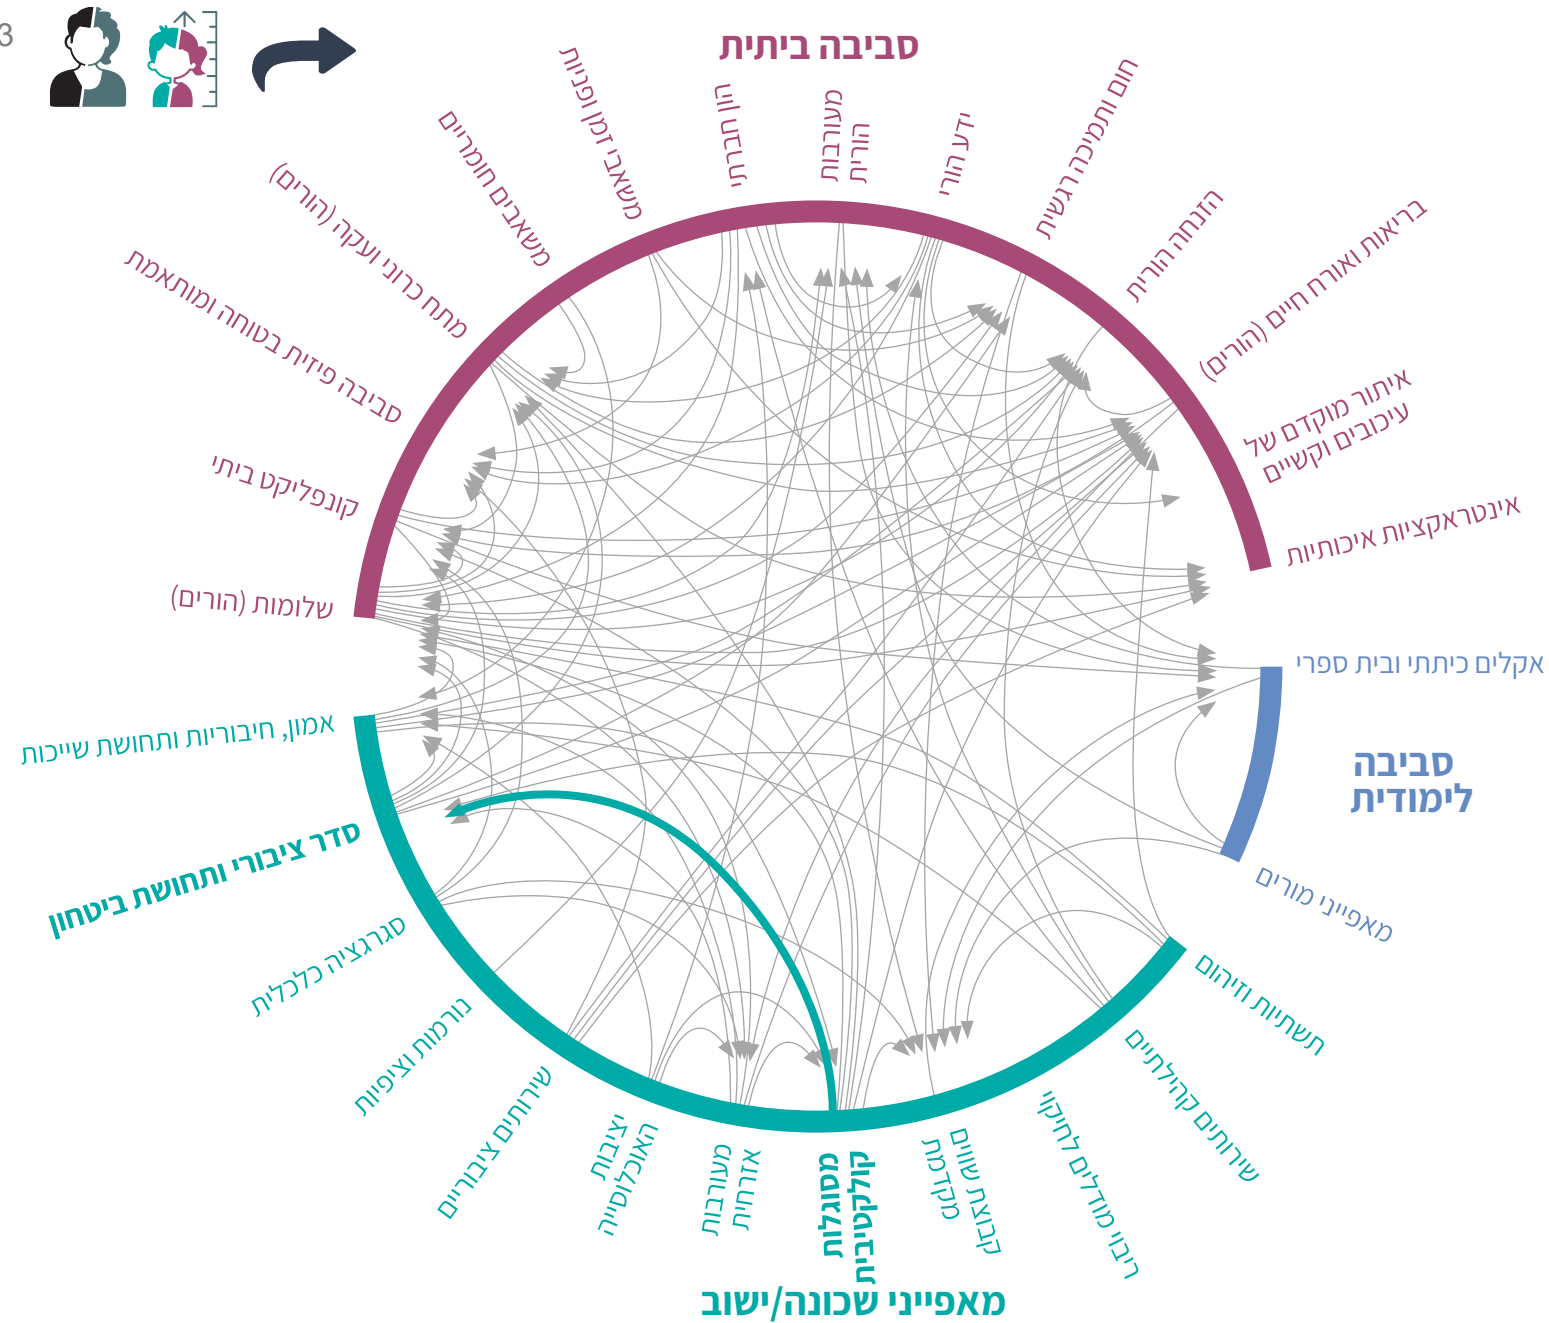 3
סביבה ביתית
שלומות (הורים)
קונפליקט ביתי
סביבה פיזית בטוחה ומותאמת
מתח כרוני ועקה (הורים)
משאבים חומריים
משאבי זמן ופניות
תרבות והון
מעורבות
הורית
ידע הורי
חום ותמיכה רגשית
הזנחה הורית
בריאות ואורח חיים (הורים)
איתור מוקדם של
עיכובים וקשיים
אינטראקציות איכותיות
אקלים כיתתי ובית ספרי
סביבה
לימודית
מאפייני מורים
תשתיות וזיהום
שירותים קהילתיים
ריבוי מודלים לחיקוי
קבוצת שווים
מקדמת
מסוגלות
קולקטיבית
מעורבות
אזרחית
יציבות
האוכלוסייה
שירותים ציבוריים
נורמות וציפיות
סגרגציה כלכלית
סדר ציבורי ותחושת ביטחון
אמון, חיבוריות ותחושת שייכות
מאפייני שכונה/ישוב